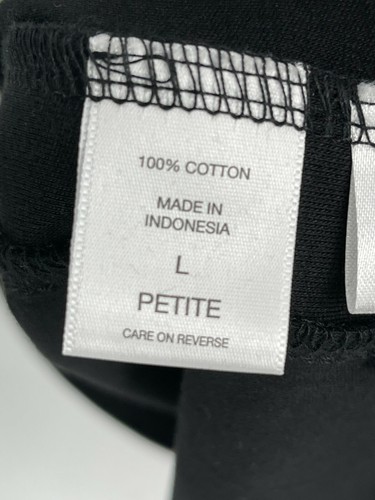 100% COTTON
MADE IN
INDONESIA
L
PETITE
CARE ON REVERSE